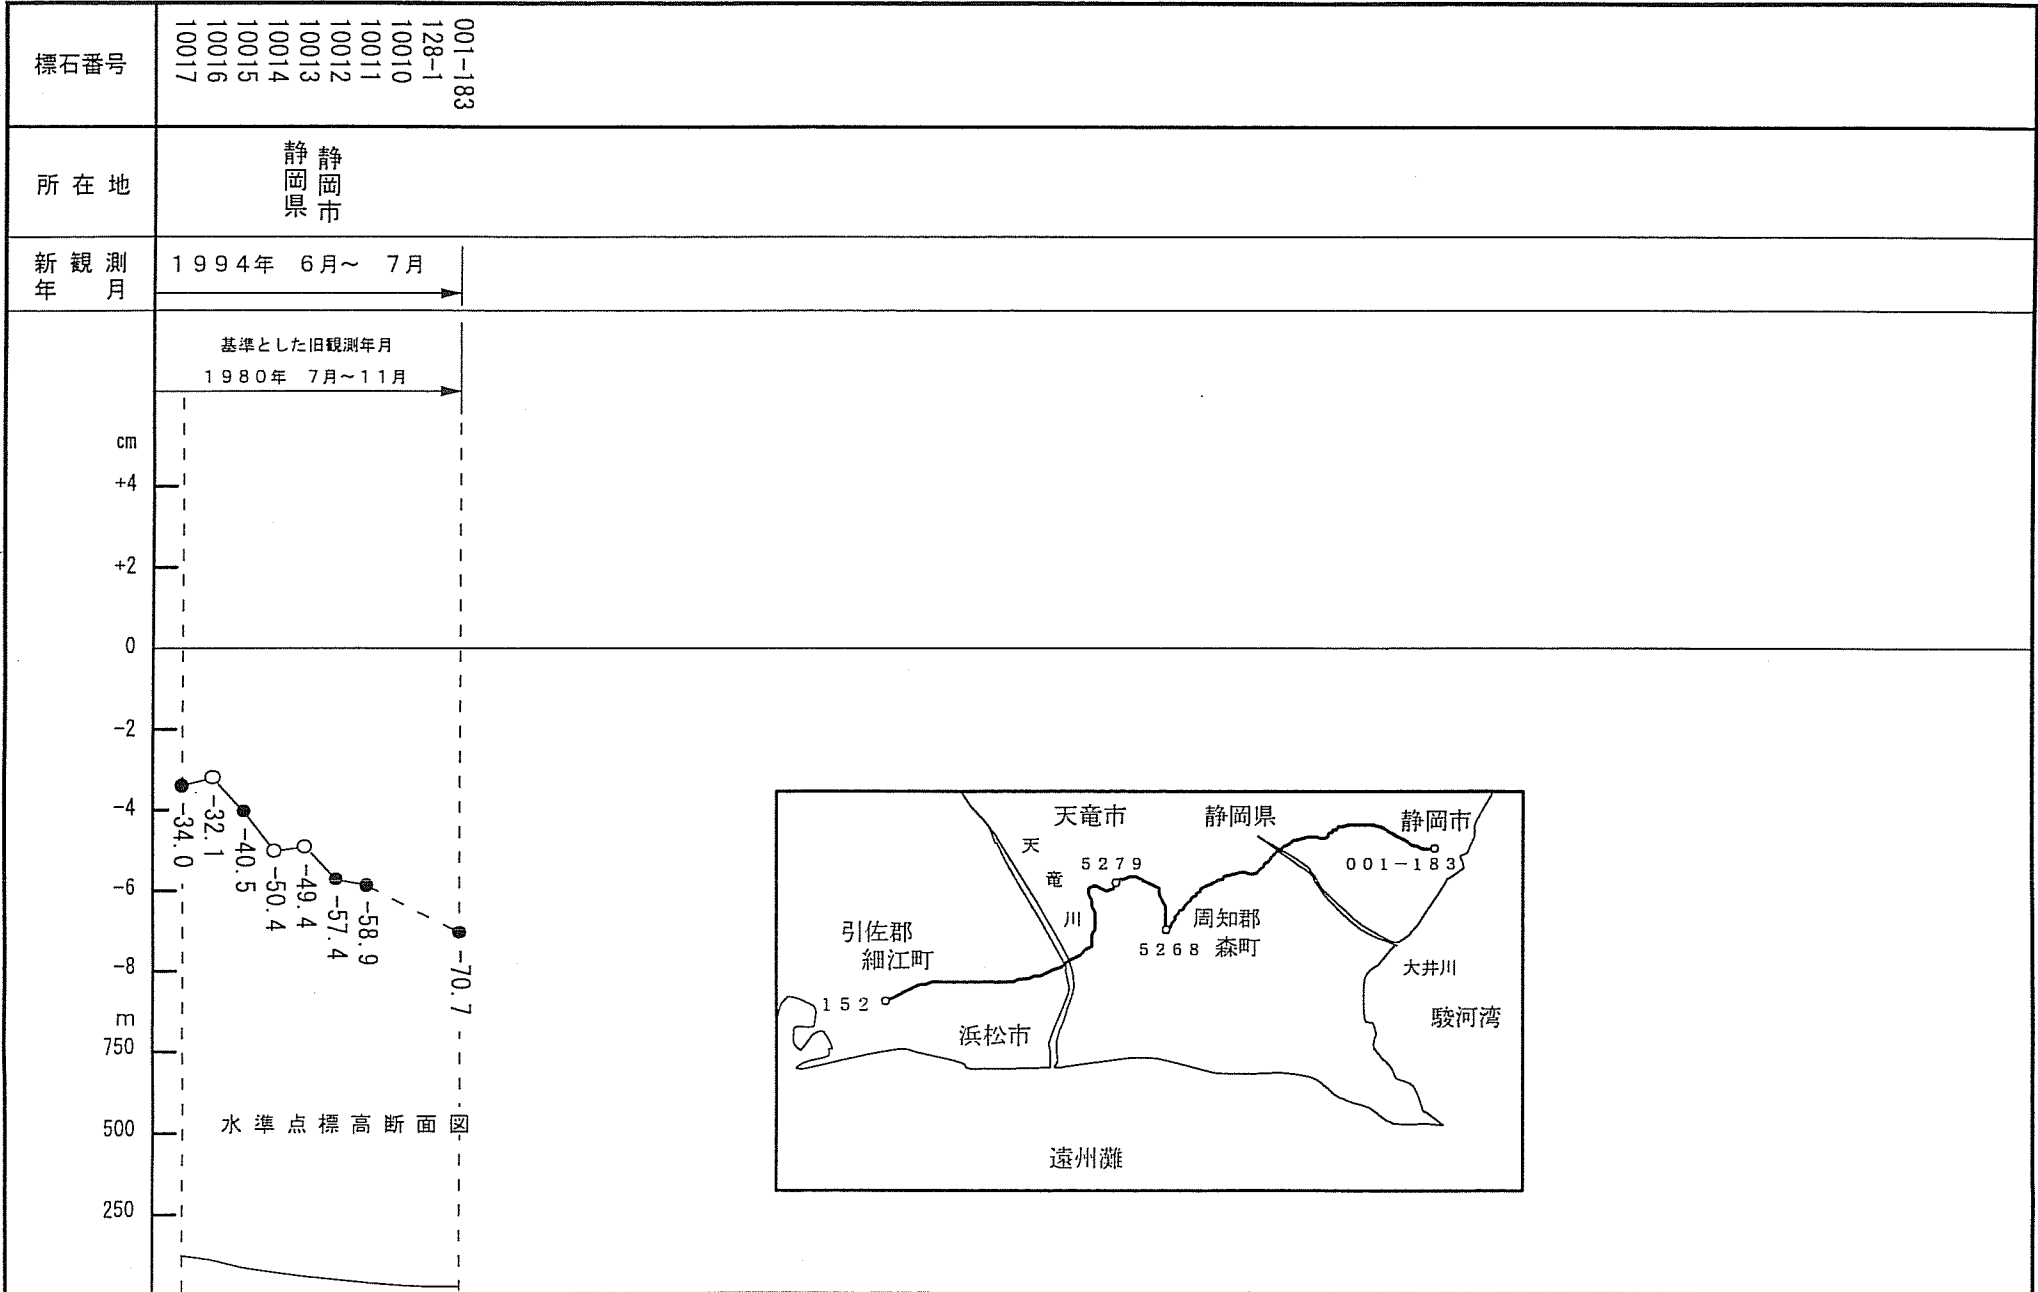 標石番号
10017
10016
10015
10014
10013
10012
10011
10010
128-1
001-183
所 在 地
静岡県
静岡市
新 観 測
年 月
1994年 6月~ 7月
基準とした旧観測年月
1980年 7月~11月
cm
+4
+2
0
-2
-4
-6
-8
-34.0
-32.1
-40.5
-50.4
-49.4
-57.4
-58.9
-70.7
m
750
500
250
水 準 点 標 高 断 面 図
天竜市
静岡県
静岡市
天竜川
5279
001-183
引佐郡
細江町
周知郡
森町
5268
大井川
152
浜松市
駿河湾
遠州灘